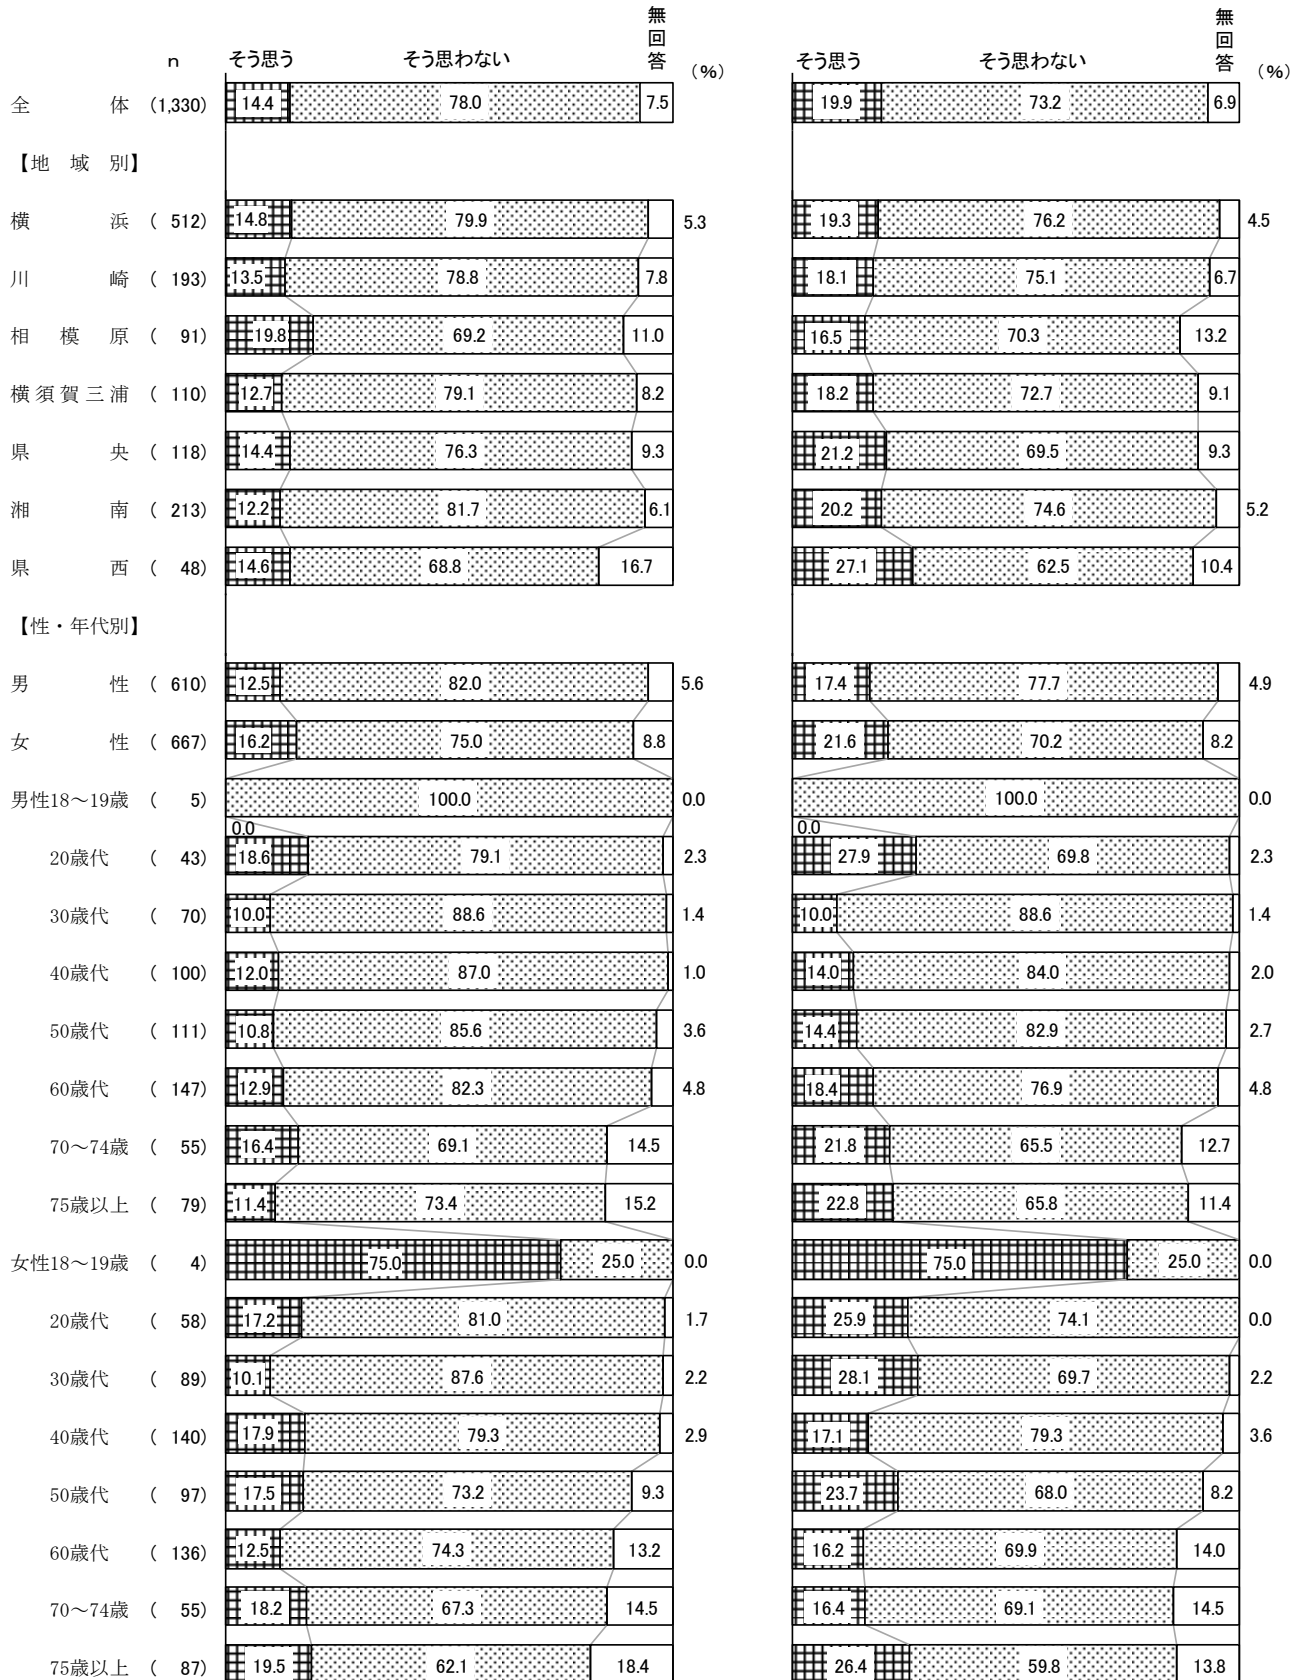 無回答 無回答
n そう思う そう思わない (%) そう思う そう思わない (%)
全体 (1,330) 14.4 78.0 7.5 19.9 73.2 6.9
【地域別】
横浜 ( 512) 14.8 79.9 5.3 19.3 76.2 4.5
川崎 ( 193) 13.5 78.8 7.8 18.1 75.1 6.7
相模原 ( 91) 19.8 69.2 11.0 16.5 70.3 13.2
横須賀三浦 ( 110) 12.7 79.1 8.2 18.2 72.7 9.1
県央 ( 118) 14.4 76.3 9.3 21.2 69.5 9.3
湘南 ( 213) 12.2 81.7 6.1 20.2 74.6 5.2
県西 ( 48) 14.6 68.8 16.7 27.1 62.5 10.4
【性・年代別】
男性 ( 610) 12.5 82.0 5.6 17.4 77.7 4.9
女性 ( 667) 16.2 75.0 8.8 21.6 70.2 8.2
男性18～19歳 ( 5) 100.0 0.0 100.0 0.0
0.0 0.0
20歳代 ( 43) 18.6 79.1 2.3 27.9 69.8 2.3
30歳代 ( 70) 10.0 88.6 1.4 10.0 88.6 1.4
40歳代 ( 100) 12.0 87.0 1.0 14.0 84.0 2.0
50歳代 ( 111) 10.8 85.6 3.6 14.4 82.9 2.7
60歳代 ( 147) 12.9 82.3 4.8 18.4 76.9 4.8
70～74歳 ( 55) 16.4 69.1 14.5 21.8 65.5 12.7
75歳以上 ( 79) 11.4 73.4 15.2 22.8 65.8 11.4
女性18～19歳 ( 4) 75.0 25.0 0.0 75.0 25.0 0.0
20歳代 ( 58) 17.2 81.0 1.7 25.9 74.1 0.0
30歳代 ( 89) 10.1 87.6 2.2 28.1 69.7 2.2
40歳代 ( 140) 17.9 79.3 2.9 17.1 79.3 3.6
50歳代 ( 97) 17.5 73.2 9.3 23.7 68.0 8.2
60歳代 ( 136) 12.5 74.3 13.2 16.2 69.9 14.0
70～74歳 ( 55) 18.2 67.3 14.5 16.4 69.1 14.5
75歳以上 ( 87) 19.5 62.1 18.4 26.4 59.8 13.8